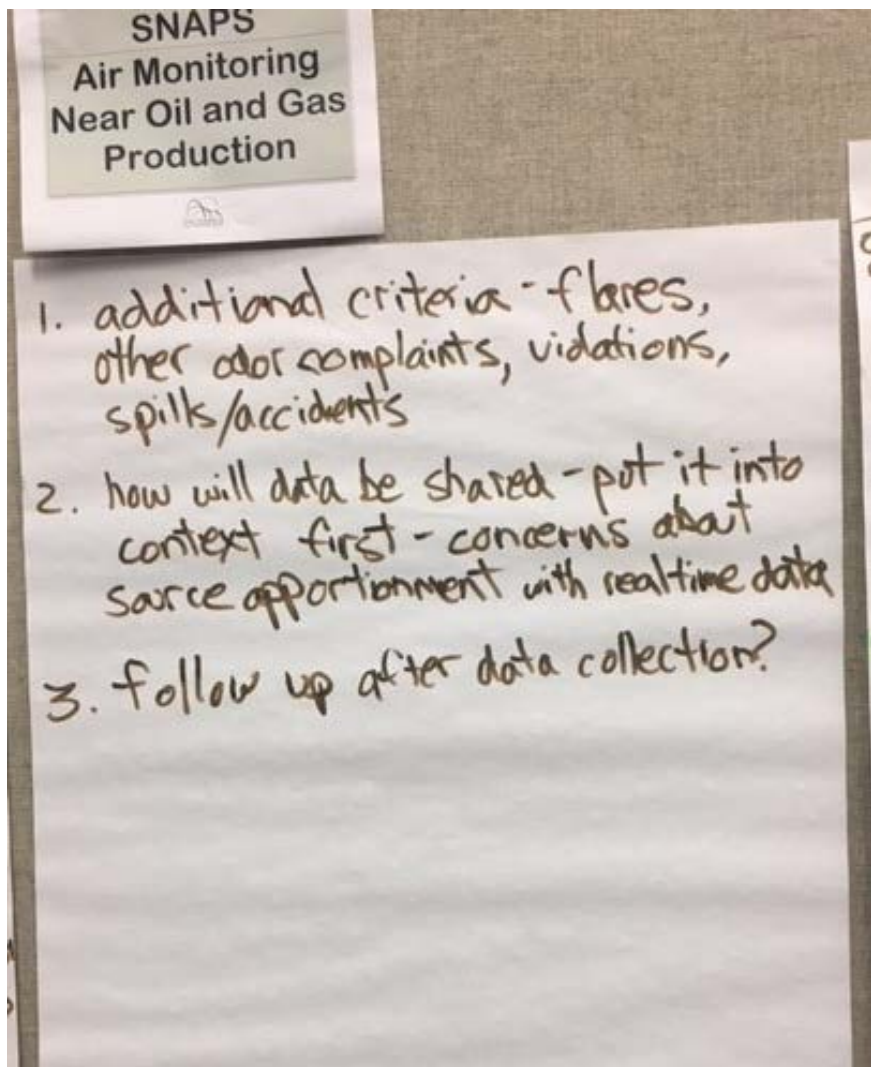 SNAPS
Air Monitoring
Near Oil and Gas
Production
1. additional criteria - flares,
other odor complaints, violations,
spills/accidents
2. how will data be shared - put it into
context first - concerns about
source apportionment with realtime data
3. follow up after data collection?